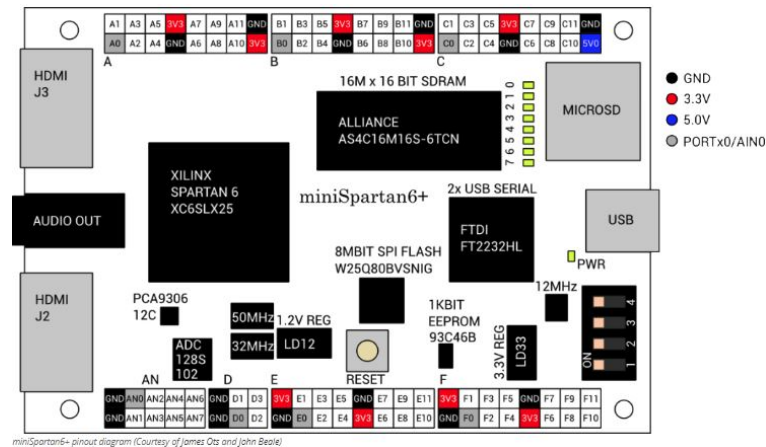 A1 A3 A5 3V3 A7 A9 A11 GND
A0 A2 A4 GND A6 A8 A10 3V3
A
B1 B3 B5 3V3 B7 B9 B11 GND
B0 B2 B4 GND B6 B8 B10 3V3
B
C1 C3 C5 3V3 C7 C9 C11 GND
C0 C2 C4 GND C6 C8 C10 5V0
C
HDMI
J3
16M x 16 BIT SDRAM
ALLIANCE
AS4C16M16S-6TCN
7 6 5 4 3 2 1 0
MICROSD
GND
3.3V
5.0V
PORTx0/AIN0
XILINX
SPARTAN 6
XC6SLX25
miniSpartan6+
2x USB SERIAL
FTDI
FT2232HL
AUDIO OUT
USB
PWR
HDMI
J2
8MBIT SPI FLASH
W25Q80BVSNIG
PCA9306
12C
50MHz
32MHz
1.2V REG
LD12
ADC
128S
102
RESET
1KBIT
EEPROM
93C46B
3.3V REG
LD33
12MHz
ON
1 2 3 4
AN
GND AN0 AN2 AN4 AN6
GND AN1 AN3 AN5 AN7
D
GND D1 D3
GND D0 D2
E
3V3 E1 E3 E5 GND E7 E9 E11
GND E0 E2 E4 3V3 E6 E8 E10
F
3V3 F1 F3 F5 GND F7 F9 F11
GND F0 F2 F4 3V3 F6 F8 F10
miniSpartan6+ pinout diagram (Courtesy of James Ots and John Beale)